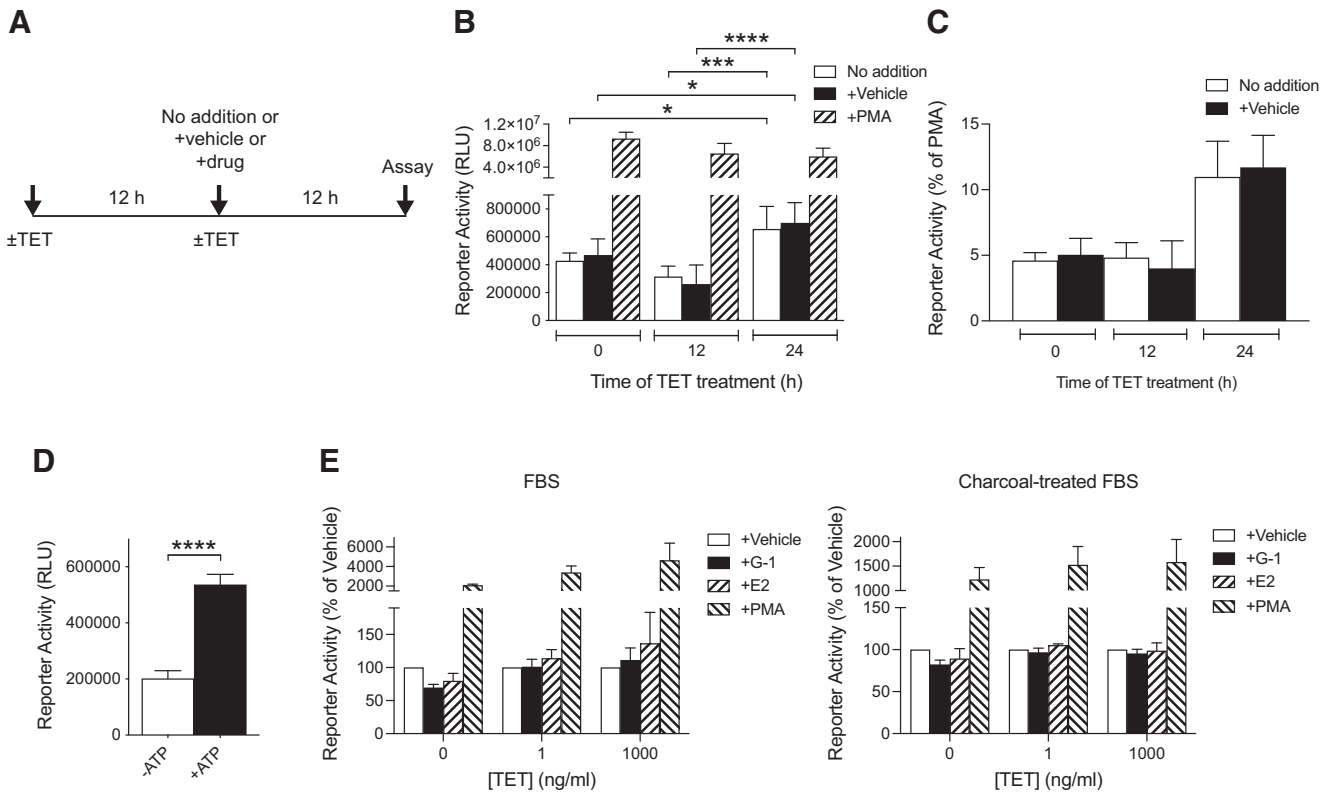 A
No addition or
+vehicle or
+drug
Assay
12 h
12 h
±TET
±TET
B
****
***
*
*
No addition
+Vehicle
+PMA
Reporter Activity (RLU)
1.2×10⁷
8.0×10⁶
4.0×10⁶
800000
600000
400000
200000
0
0
12
24
Time of TET treatment (h)
C
No addition
+Vehicle
Reporter Activity (% of PMA)
15
10
5
0
0
12
24
Time of TET treatment (h)
D
****
Reporter Activity (RLU)
600000
400000
200000
0
-ATP
+ATP
E
FBS
Reporter Activity (% of Vehicle)
6000
4000
2000
150
100
50
0
0
1
1000
[TET] (ng/ml)
+Vehicle
+G-1
+E2
+PMA
Charcoal-treated FBS
Reporter Activity (% of Vehicle)
2000
1500
1000
150
100
50
0
0
1
1000
[TET] (ng/ml)
+Vehicle
+G-1
+E2
+PMA